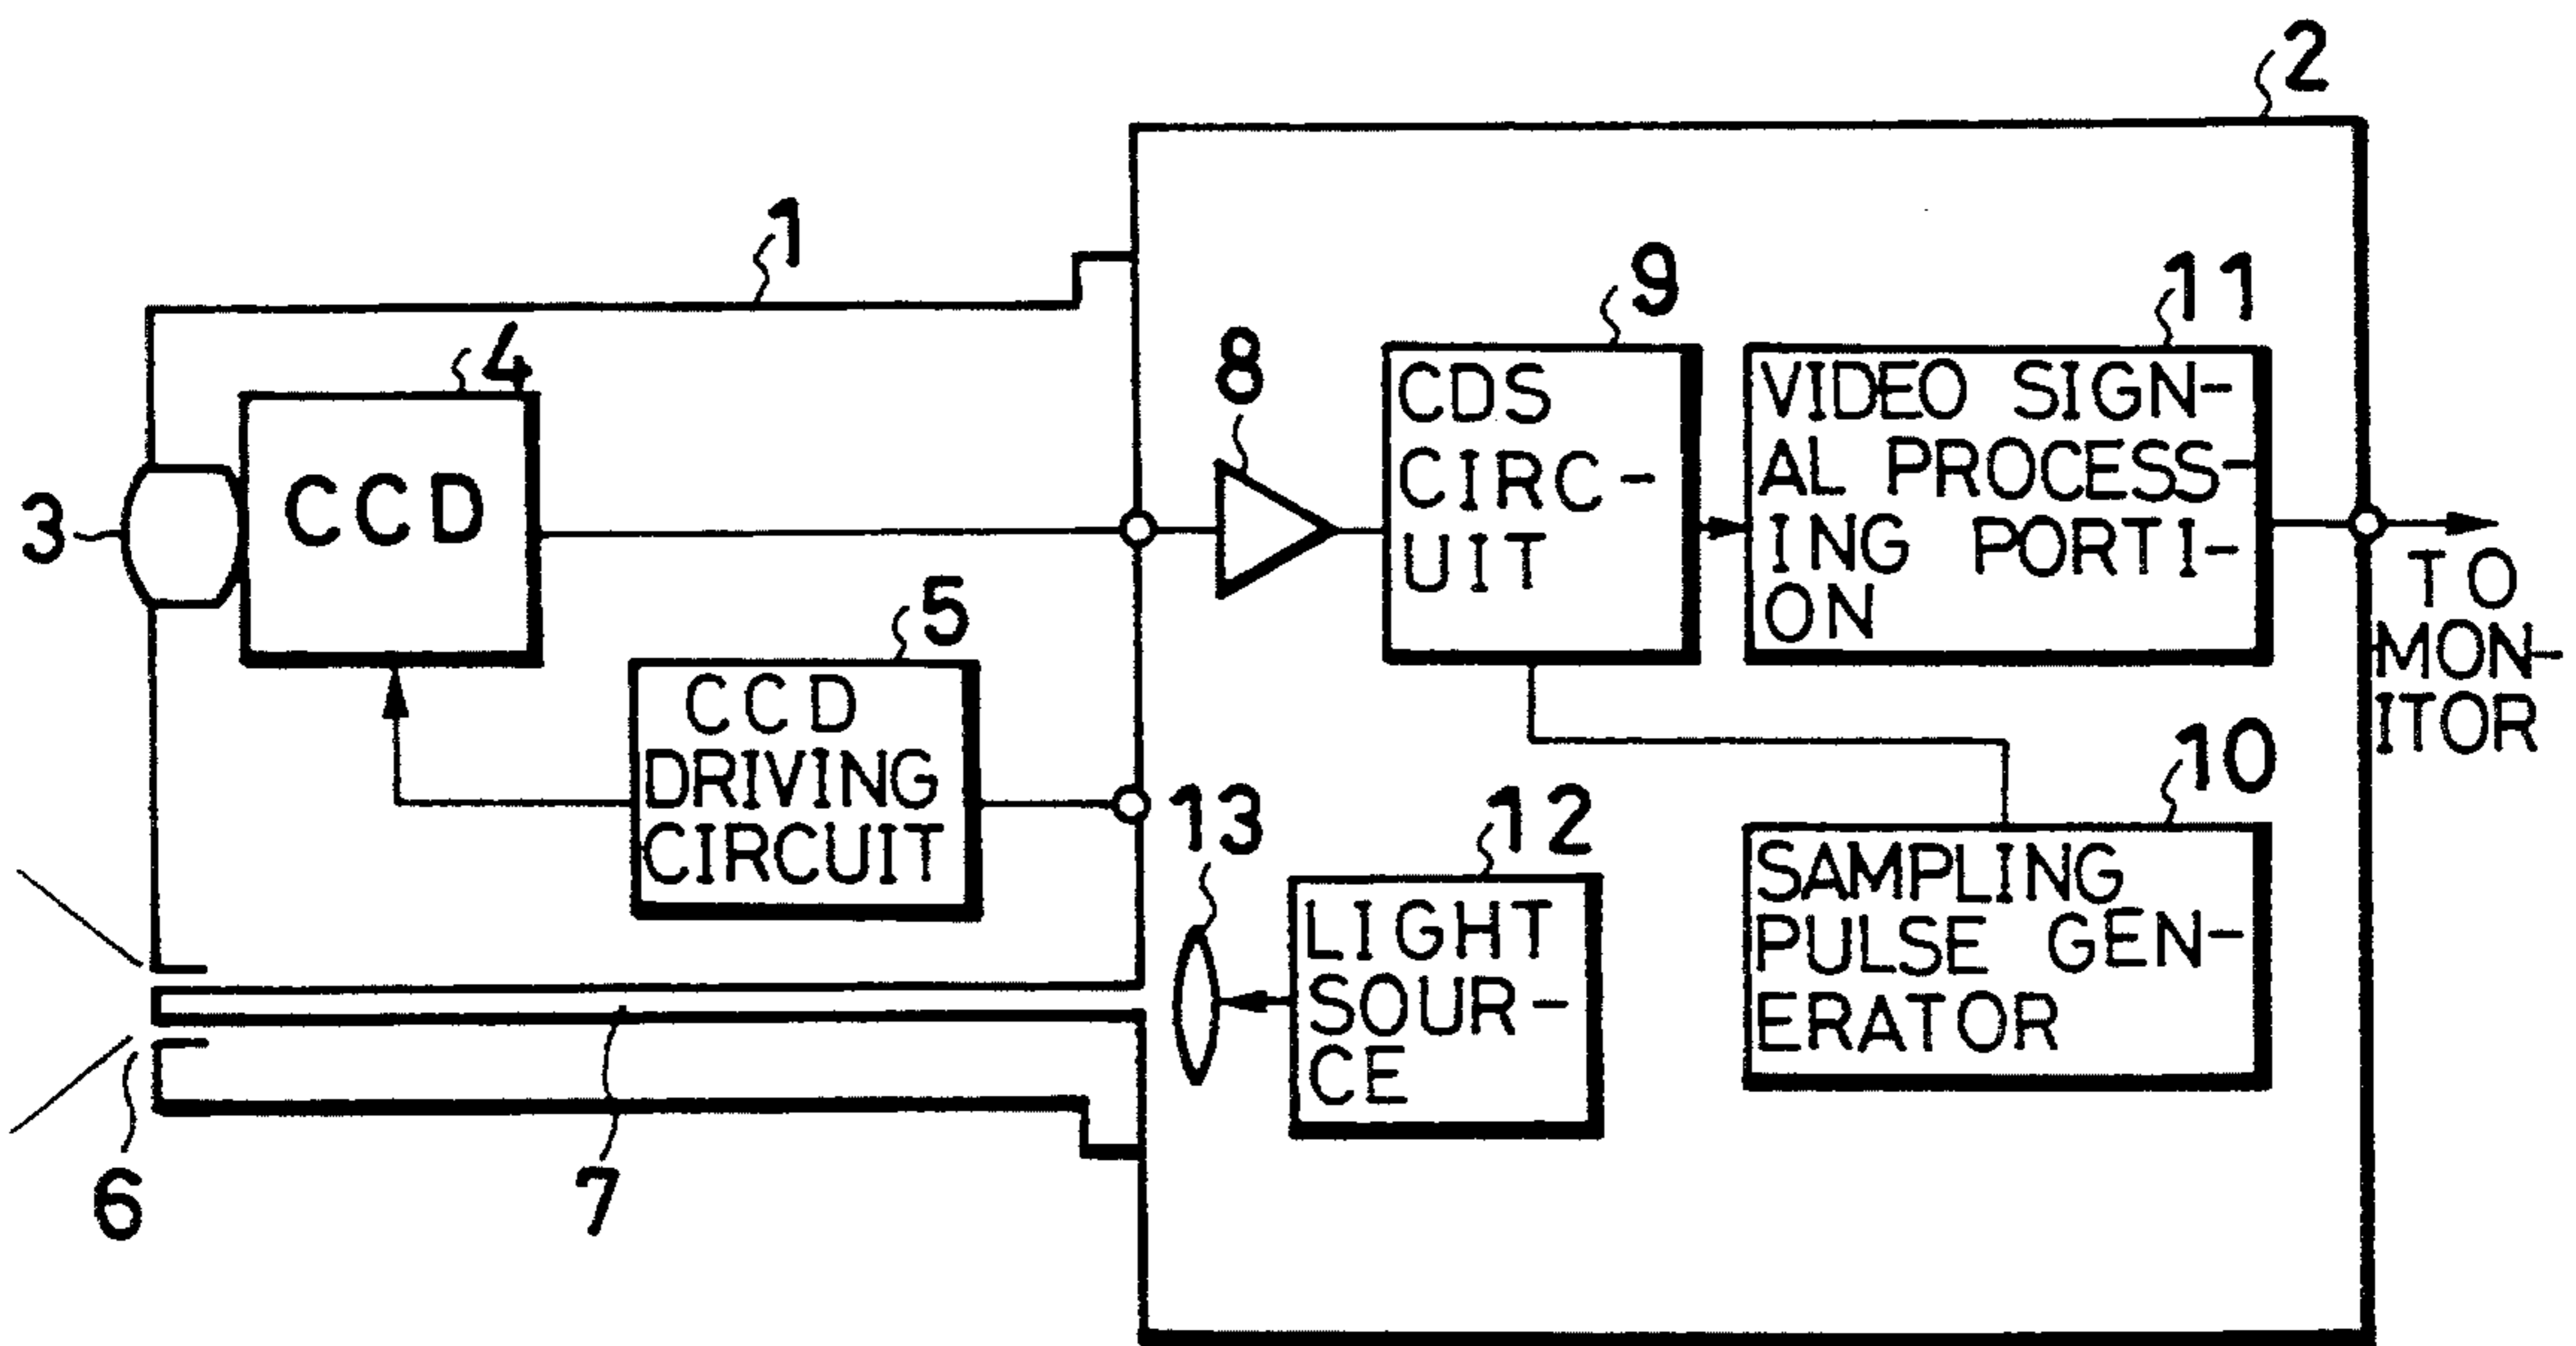 2
1
9
11
4
8
CDS
CIRC-
UIT
VIDEO SIGN-
AL PROCESS-
ING PORTI-
ON
3
CCD
5
TO
MON-
ITOR
CCD
DRIVING
CIRCUIT
10
13
12
SAMPLING
PULSE GEN-
ERATOR
LIGHT
SOUR-
CE
6
7